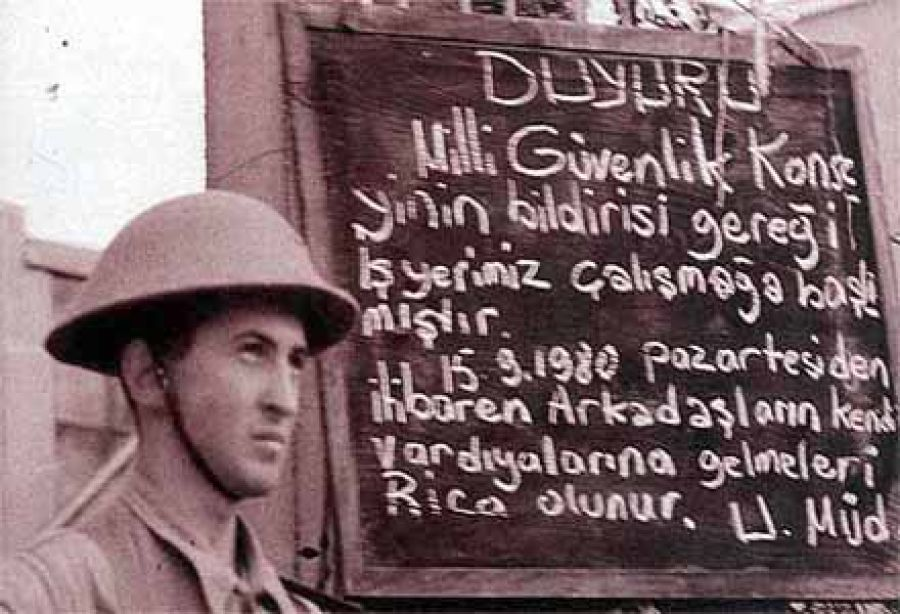 DUYURU
Milli Güvenlik Konse
yinin bildirisi gereği
İşyerimiz Çalışmağa başla
mıştır.
15.9.1980 pazartesiden
itibaren Arkadaşların kendi
Vardiyalarına gelmeleri
Rica olunur. U. Müd.